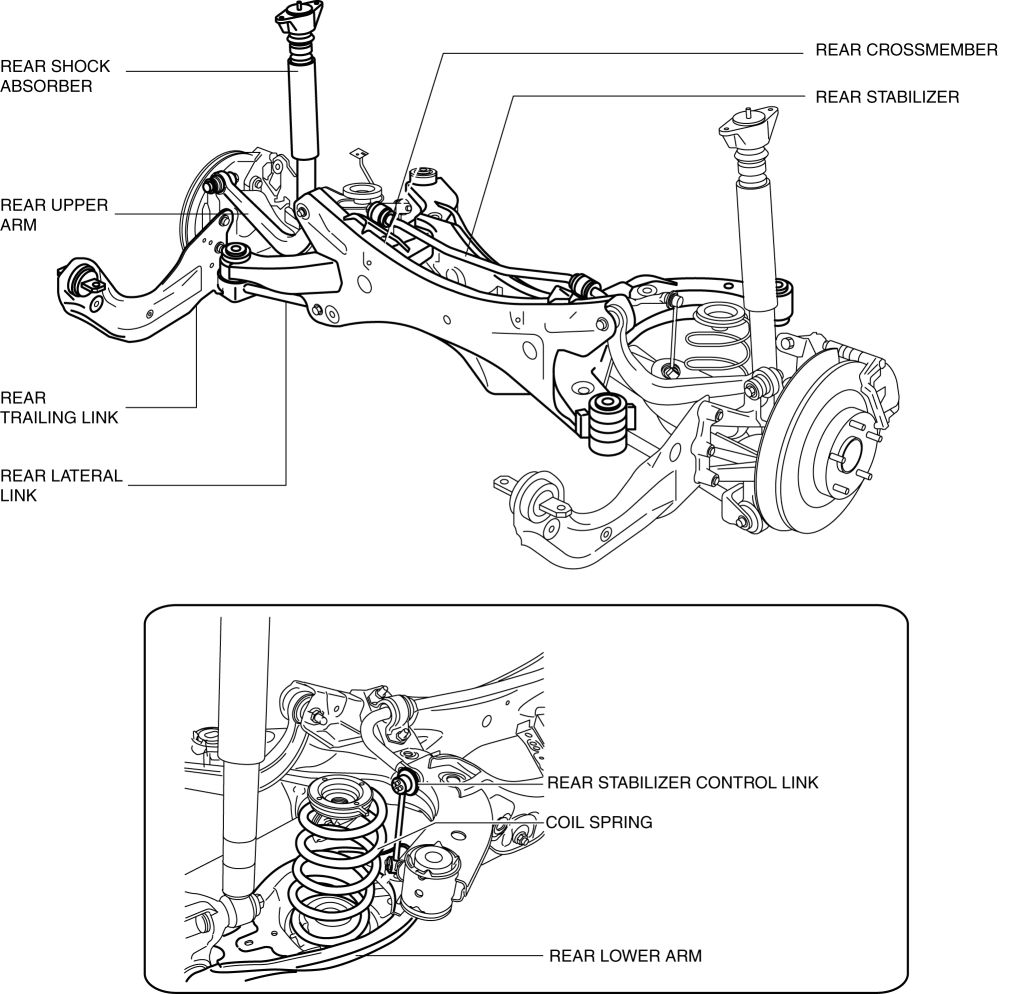 REAR SHOCK
ABSORBER
REAR CROSSMEMBER
REAR STABILIZER
REAR UPPER
ARM
REAR
TRAILING LINK
REAR LATERAL
LINK
REAR STABILIZER CONTROL LINK
COIL SPRING
REAR LOWER ARM